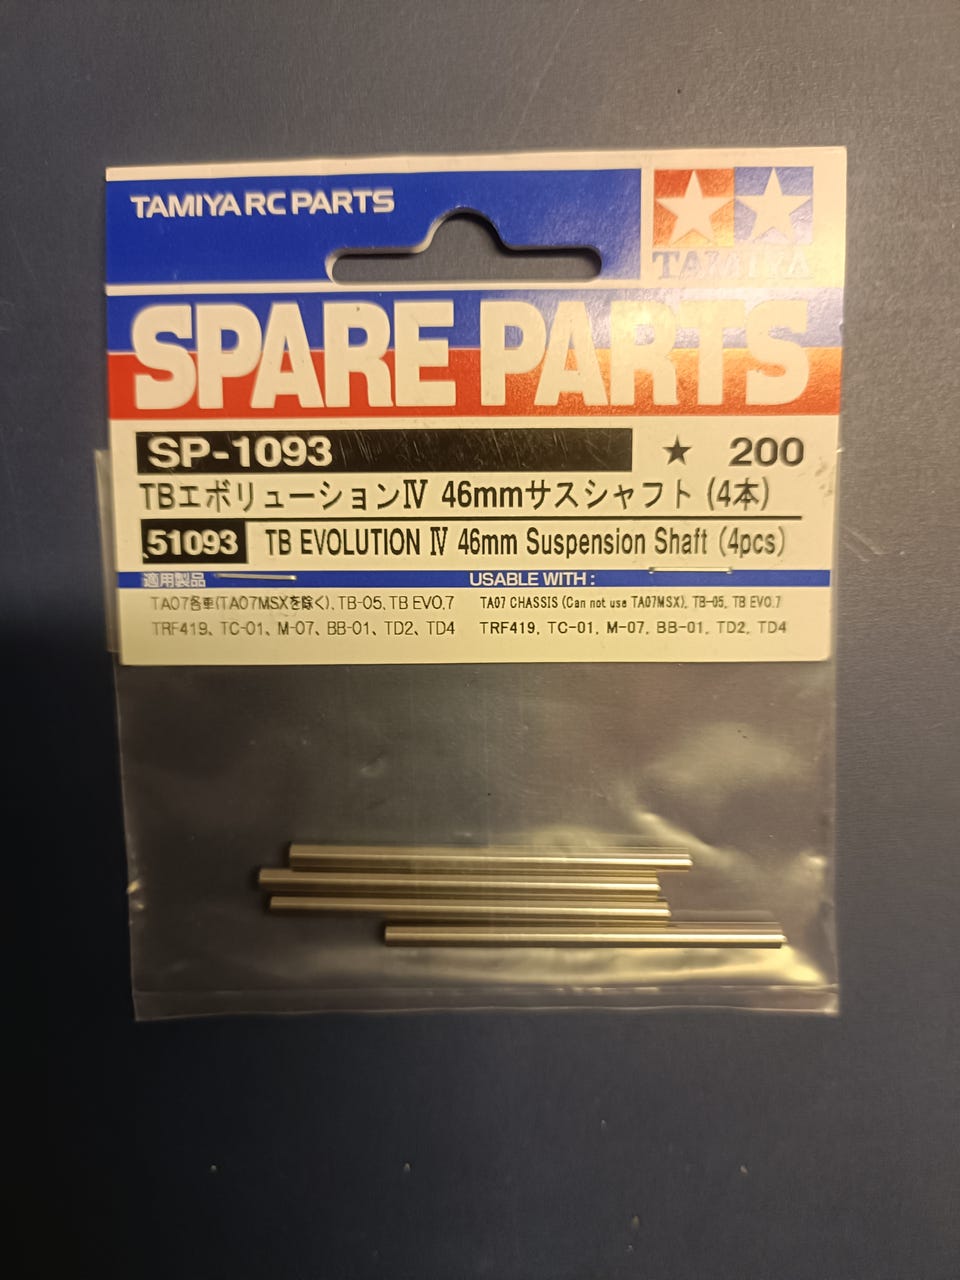 TAMIYA RC PARTS
TAMIYA
SPARE PARTS
SP-1093 ★ 200
TBエボリューションⅣ 46mmサスシャフト (4本)
51093 TB EVOLUTION Ⅳ 46mm Suspension Shaft (4pcs)
適用製品
TA07各車(TA07MSXを除く)、TB-05、TB EVO.7
TRF419、TC-01、M-07、BB-01、TD2、TD4
USABLE WITH :
TA07 CHASSIS (Can not use TA07MSX), TB-05, TB EVO.7
TRF419, TC-01, M-07, BB-01, TD2, TD4